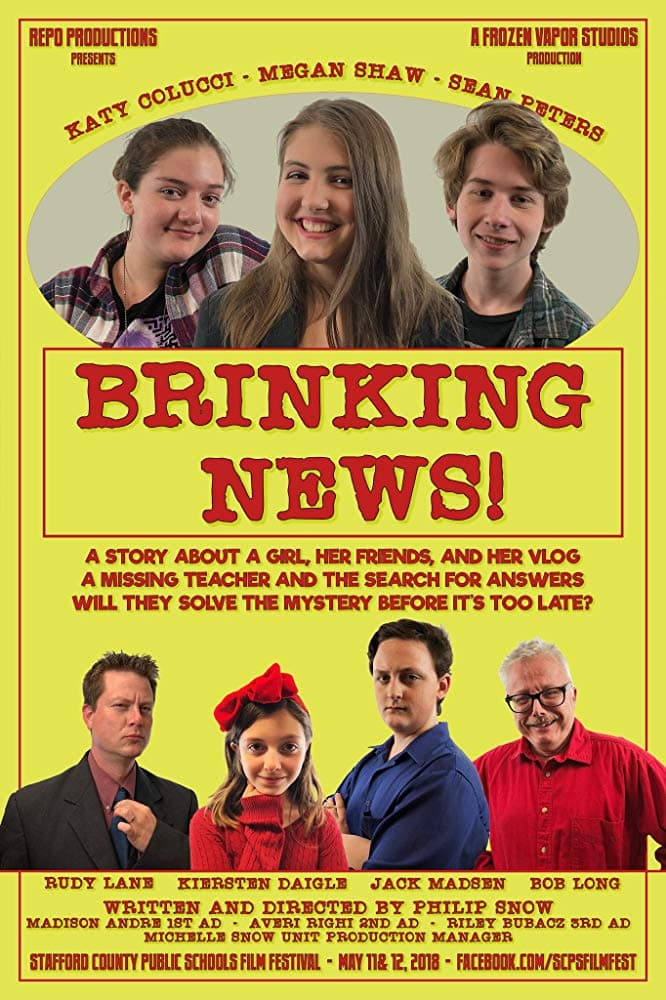 REPO PRODUCTIONS
PRESENTS
A FROZEN VAPOR STUDIOS
PRODUCTION
KATY COLUCCI - MEGAN SHAW - SEAN PETERS
BRINKING
NEWS!
A STORY ABOUT A GIRL, HER FRIENDS, AND HER VLOG
A MISSING TEACHER AND THE SEARCH FOR ANSWERS
WILL THEY SOLVE THE MYSTERY BEFORE IT'S TOO LATE?
RUDY LANE KIERSTEN DAIGLE JACK MADSEN BOB LONG
WRITTEN AND DIRECTED BY PHILIP SNOW
MADISON ANDRE 1ST AD - AVERI RIGHI 2ND AD - RILEY BUBACZ 3RD AD
MICHELLE SNOW UNIT PRODUCTION MANAGER
STAFFORD COUNTY PUBLIC SCHOOLS FILM FESTIVAL - MAY 11& 12, 2018 - FACEBOOK.COM/SCPSFILMFEST